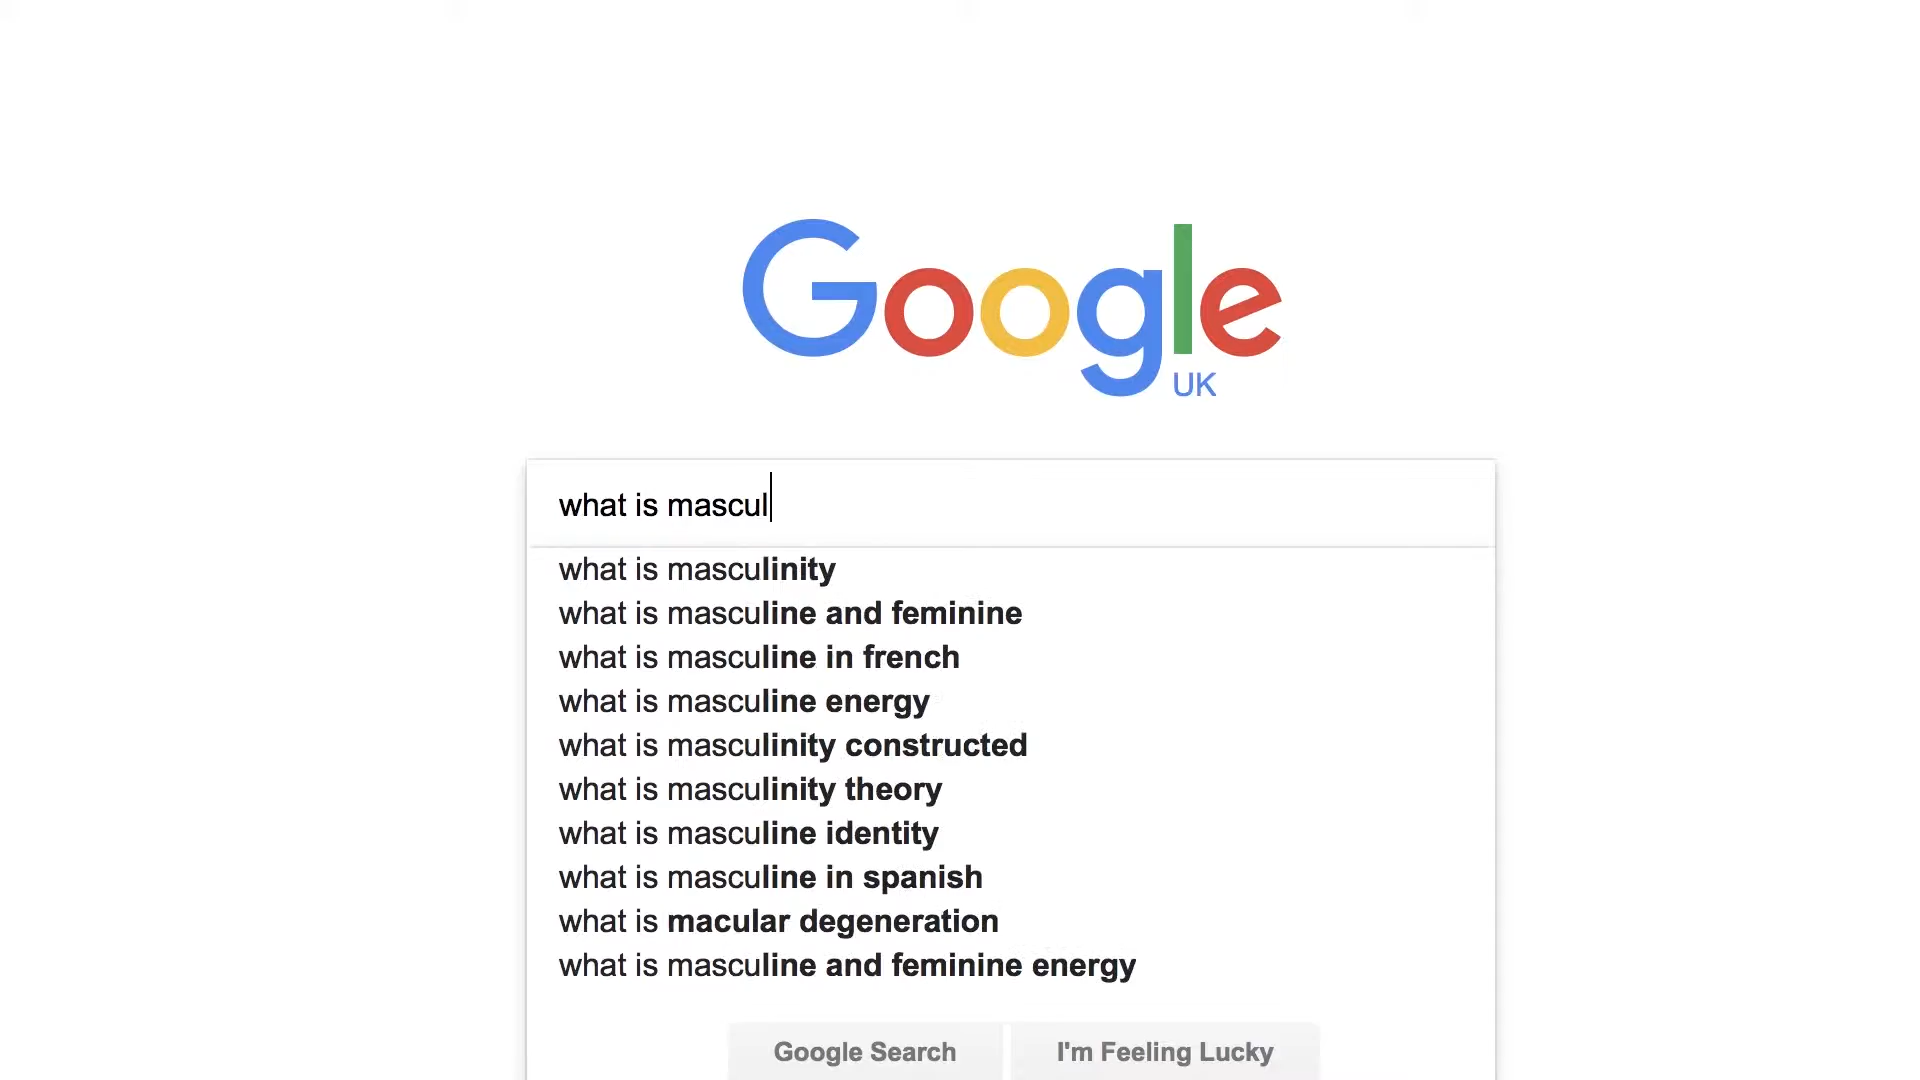 Google
UK
what is mascul
what is masculinity
what is masculine and feminine
what is masculine in french
what is masculine energy
what is masculinity constructed
what is masculinity theory
what is masculine identity
what is masculine in spanish
what is macular degeneration
what is masculine and feminine energy
Google Search I'm Feeling Lucky